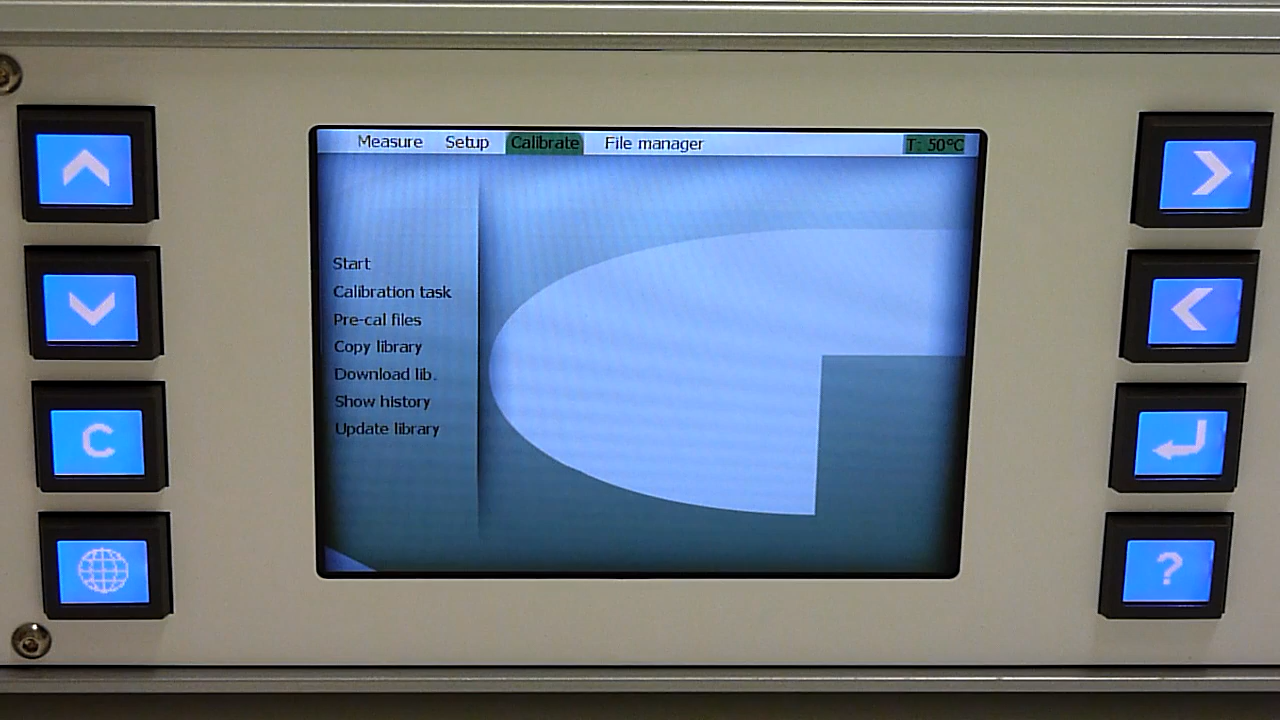 Measure Setup Calibrate File manager T: 50°C
Start
Calibration task
Pre-cal files
Copy library
Download lib.
Show history
Update library
C
?